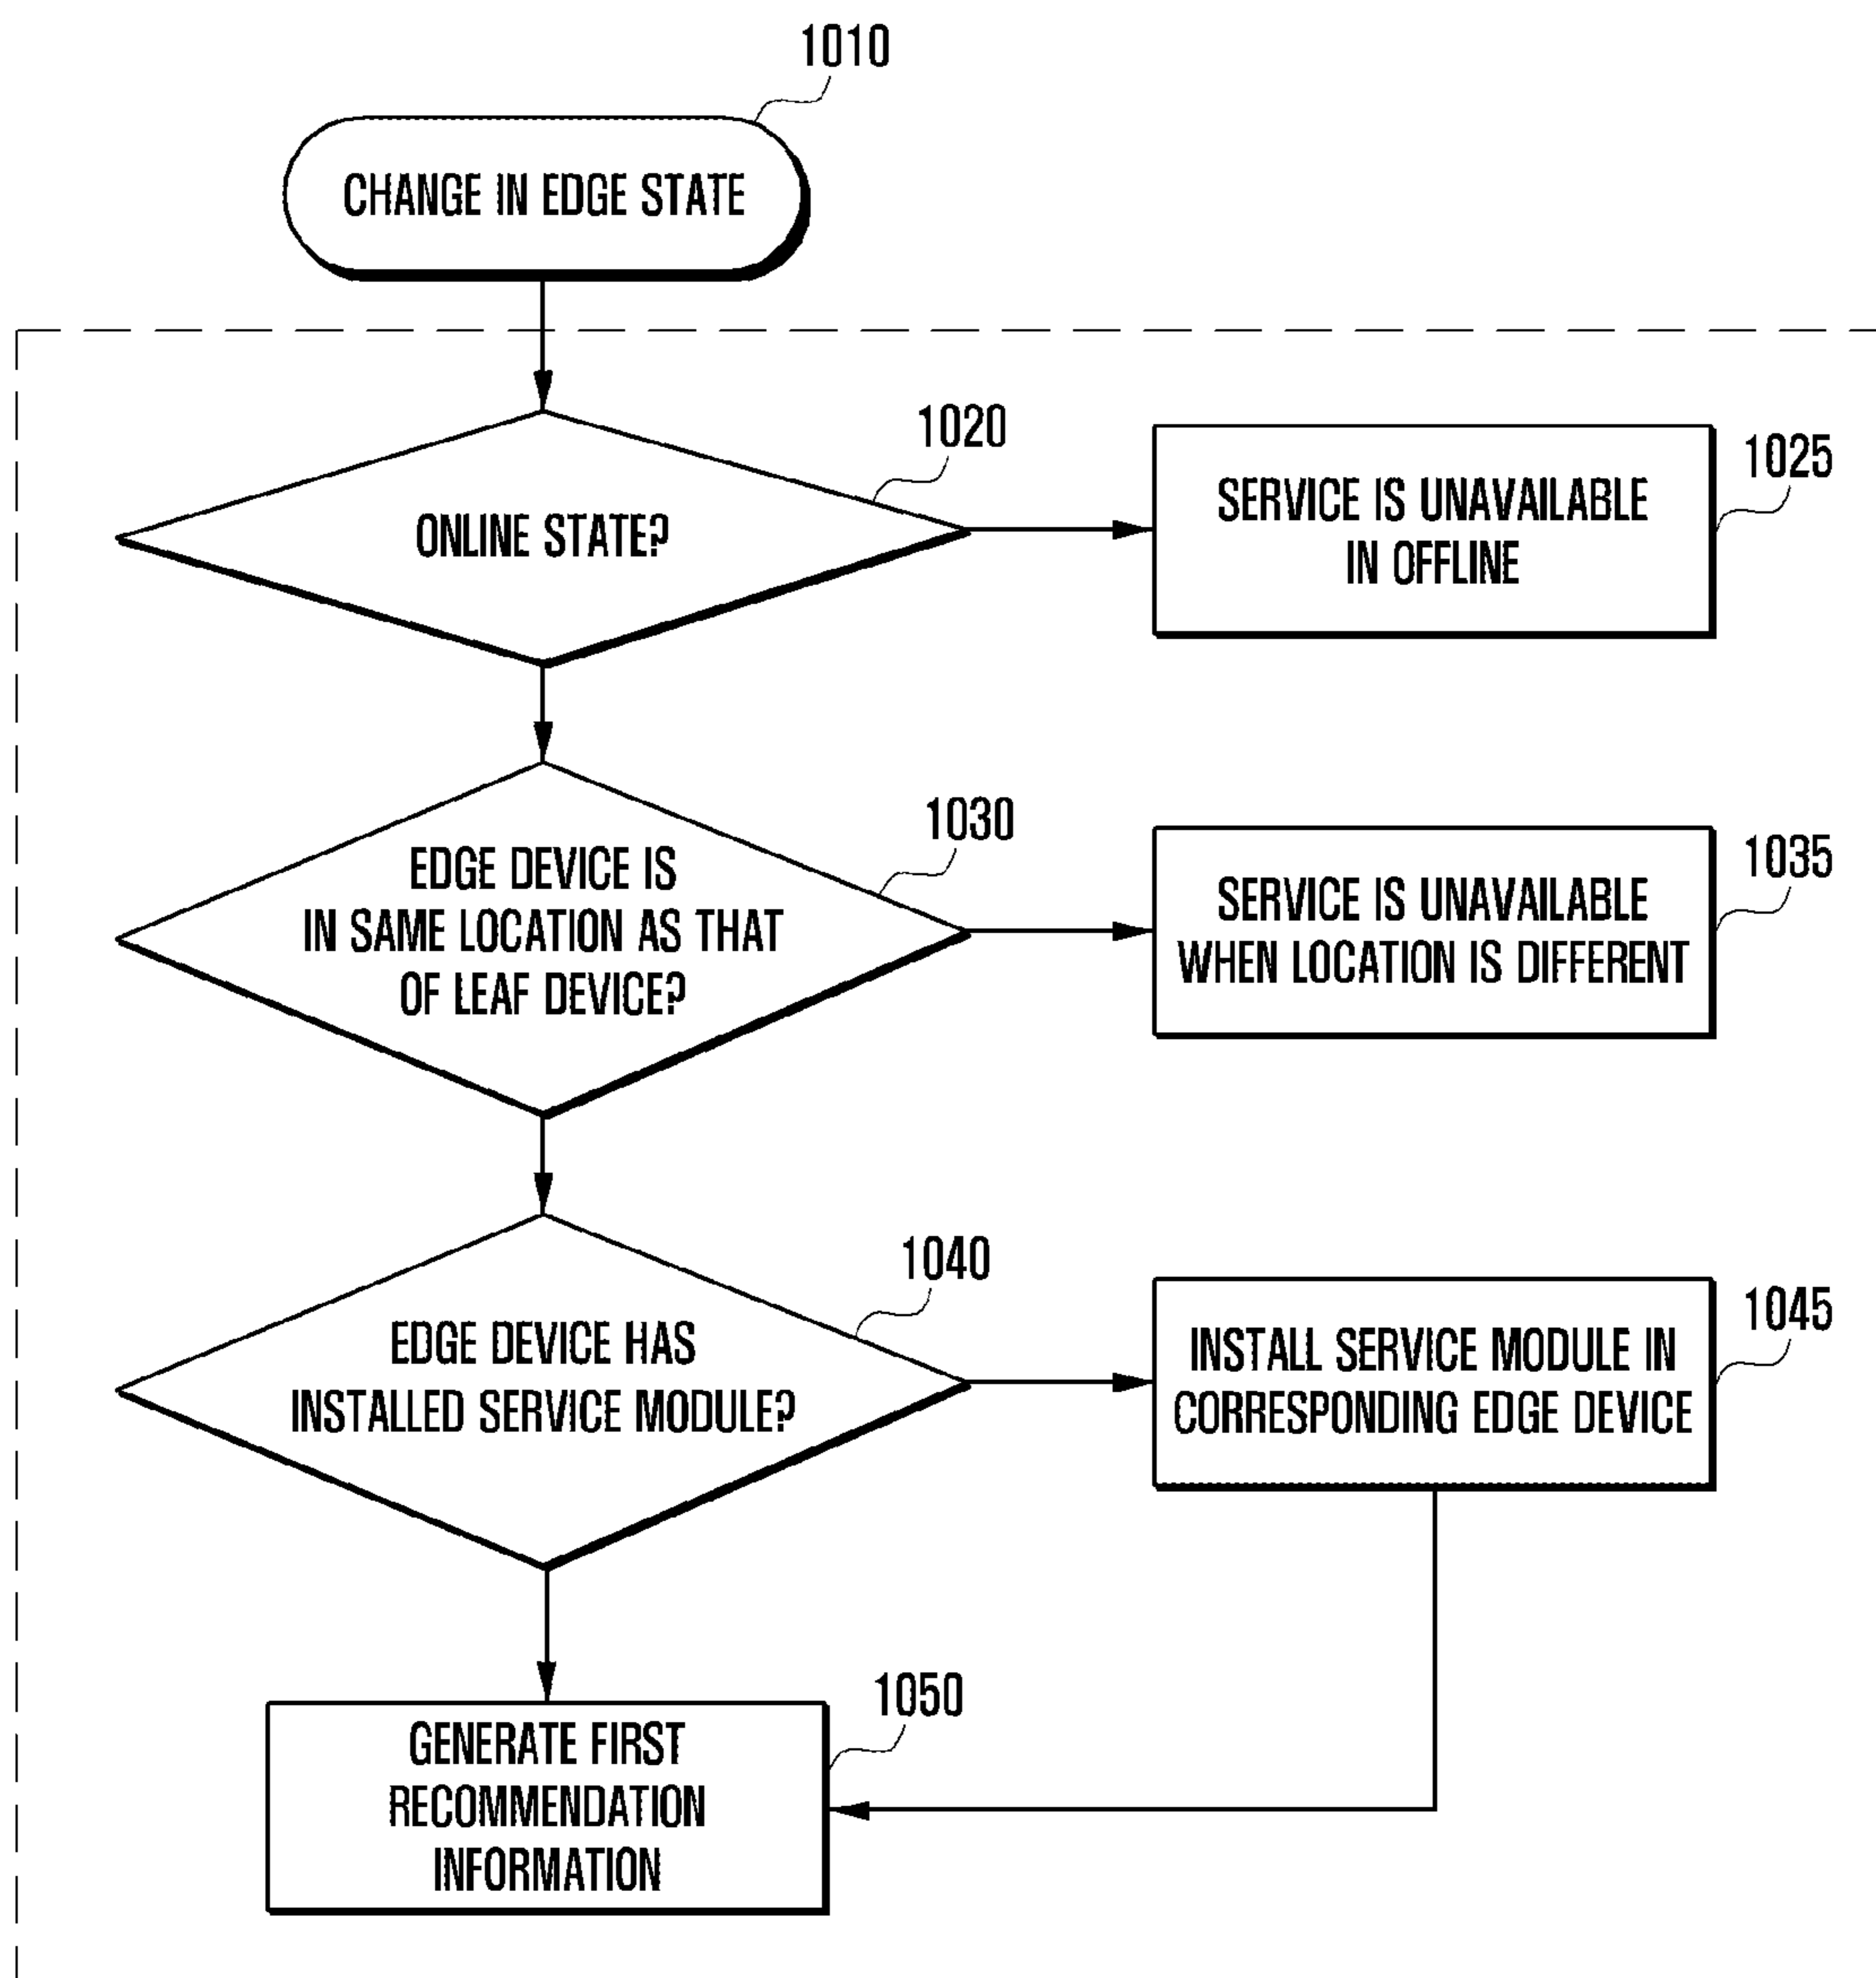 1010
CHANGE IN EDGE STATE
1020
ONLINE STATE?
1025
SERVICE IS UNAVAILABLE
IN OFFLINE
1030
EDGE DEVICE IS
IN SAME LOCATION AS THAT
OF LEAF DEVICE?
1035
SERVICE IS UNAVAILABLE
WHEN LOCATION IS DIFFERENT
1040
EDGE DEVICE HAS
INSTALLED SERVICE MODULE?
1045
INSTALL SERVICE MODULE IN
CORRESPONDING EDGE DEVICE
1050
GENERATE FIRST
RECOMMENDATION
INFORMATION